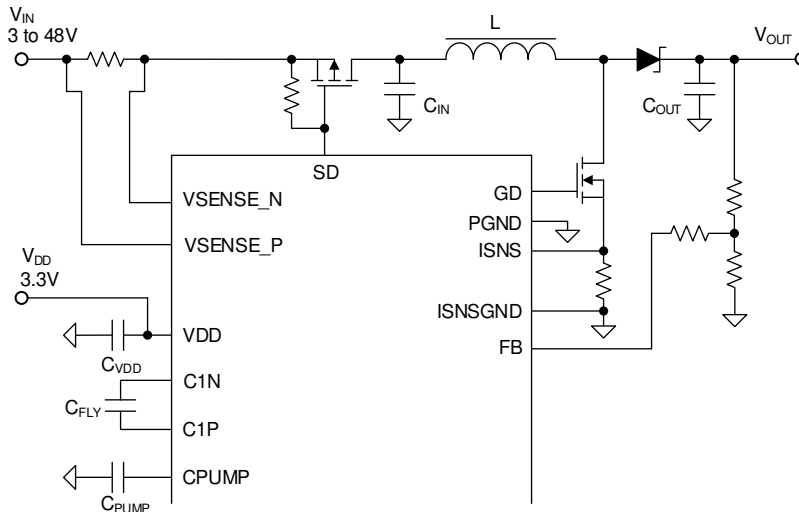 VIN
3 to 48V
L
VOUT
CIN
COUT
SD
GD
VSENSE_N
PGND
VSENSE_P
ISNS
VDD
3.3V
ISNSGND
VDD
FB
CVDD
C1N
CFLY
C1P
CPUMP
CPUMP